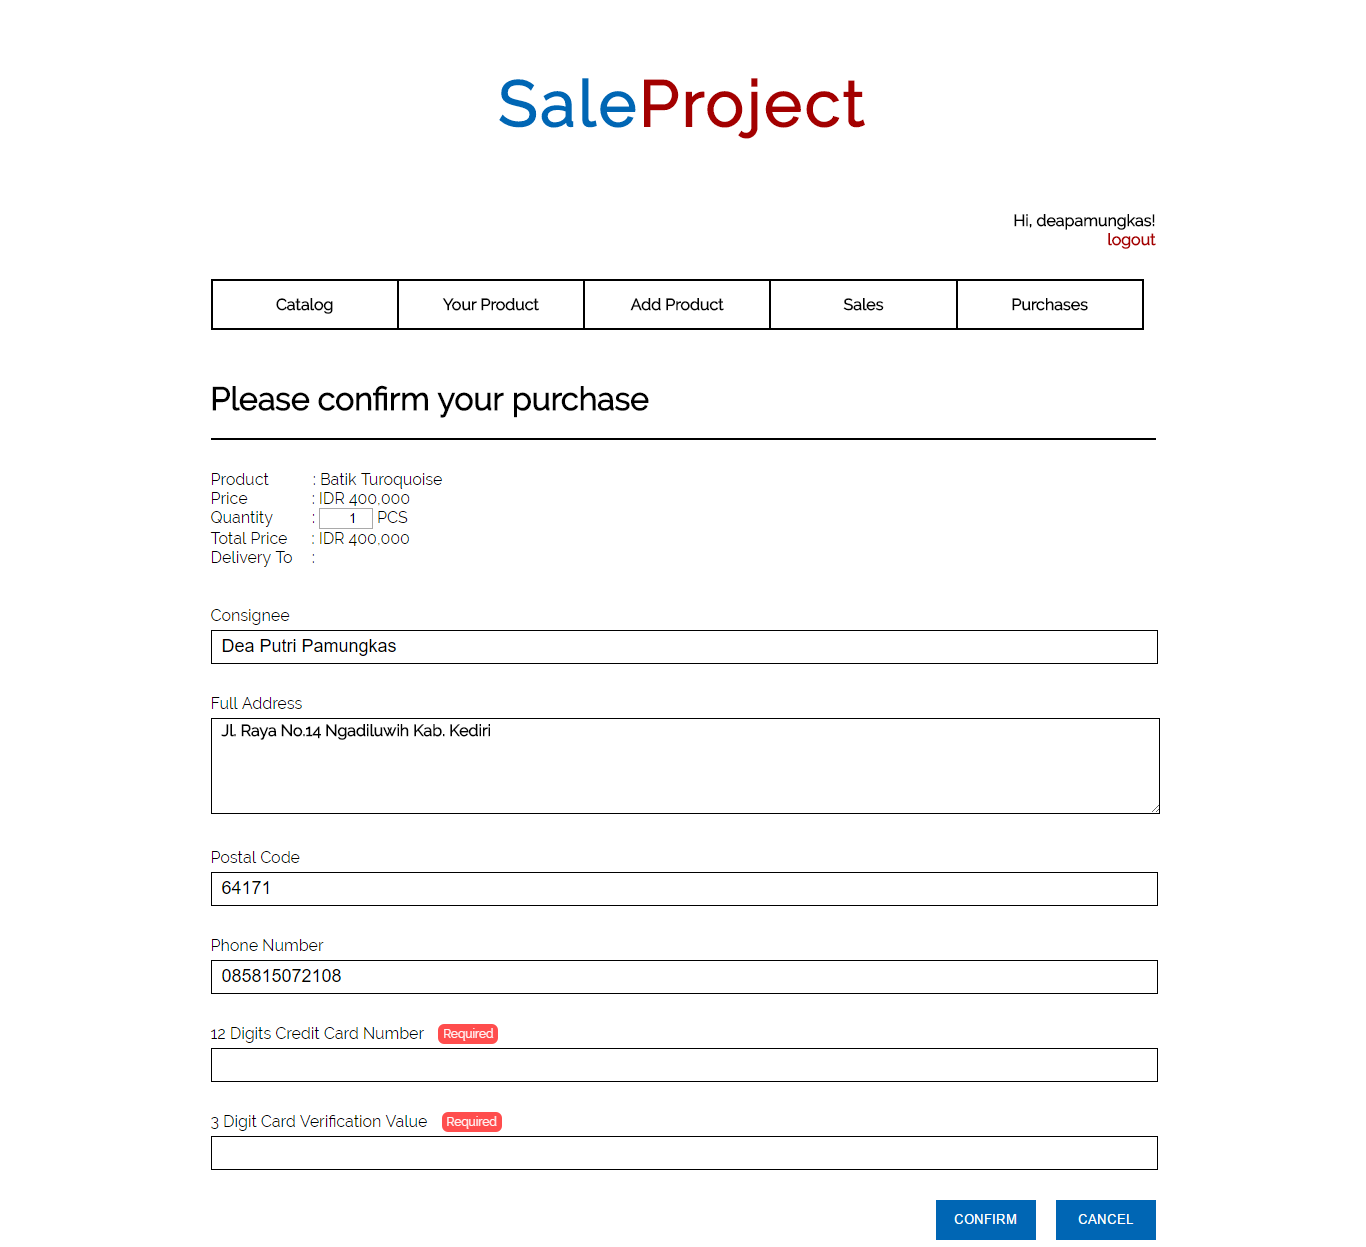 SaleProject
Hi, deapamungkas!
logout
Catalog Your Product Add Product Sales Purchases
Please confirm your purchase
Product : Batik Turoquoise
Price : IDR 400,000
Quantity : 1 PCS
Total Price : IDR 400,000
Delivery To :
Consignee
Dea Putri Pamungkas
Full Address
Jl. Raya No.14 Ngadiluwih Kab. Kediri
Postal Code
64171
Phone Number
085815072108
12 Digits Credit Card Number Required
3 Digit Card Verification Value Required
CONFIRM CANCEL